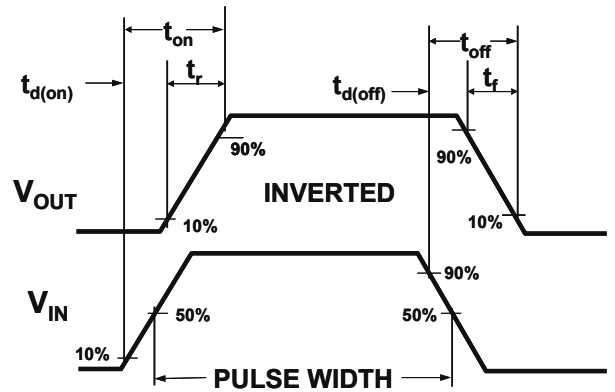 t_on
t_off
t_d(on)
t_r
t_d(off)
t_f
90%
90%
V_OUT
INVERTED
10%
10%
90%
V_IN
50%
50%
10%
PULSE WIDTH